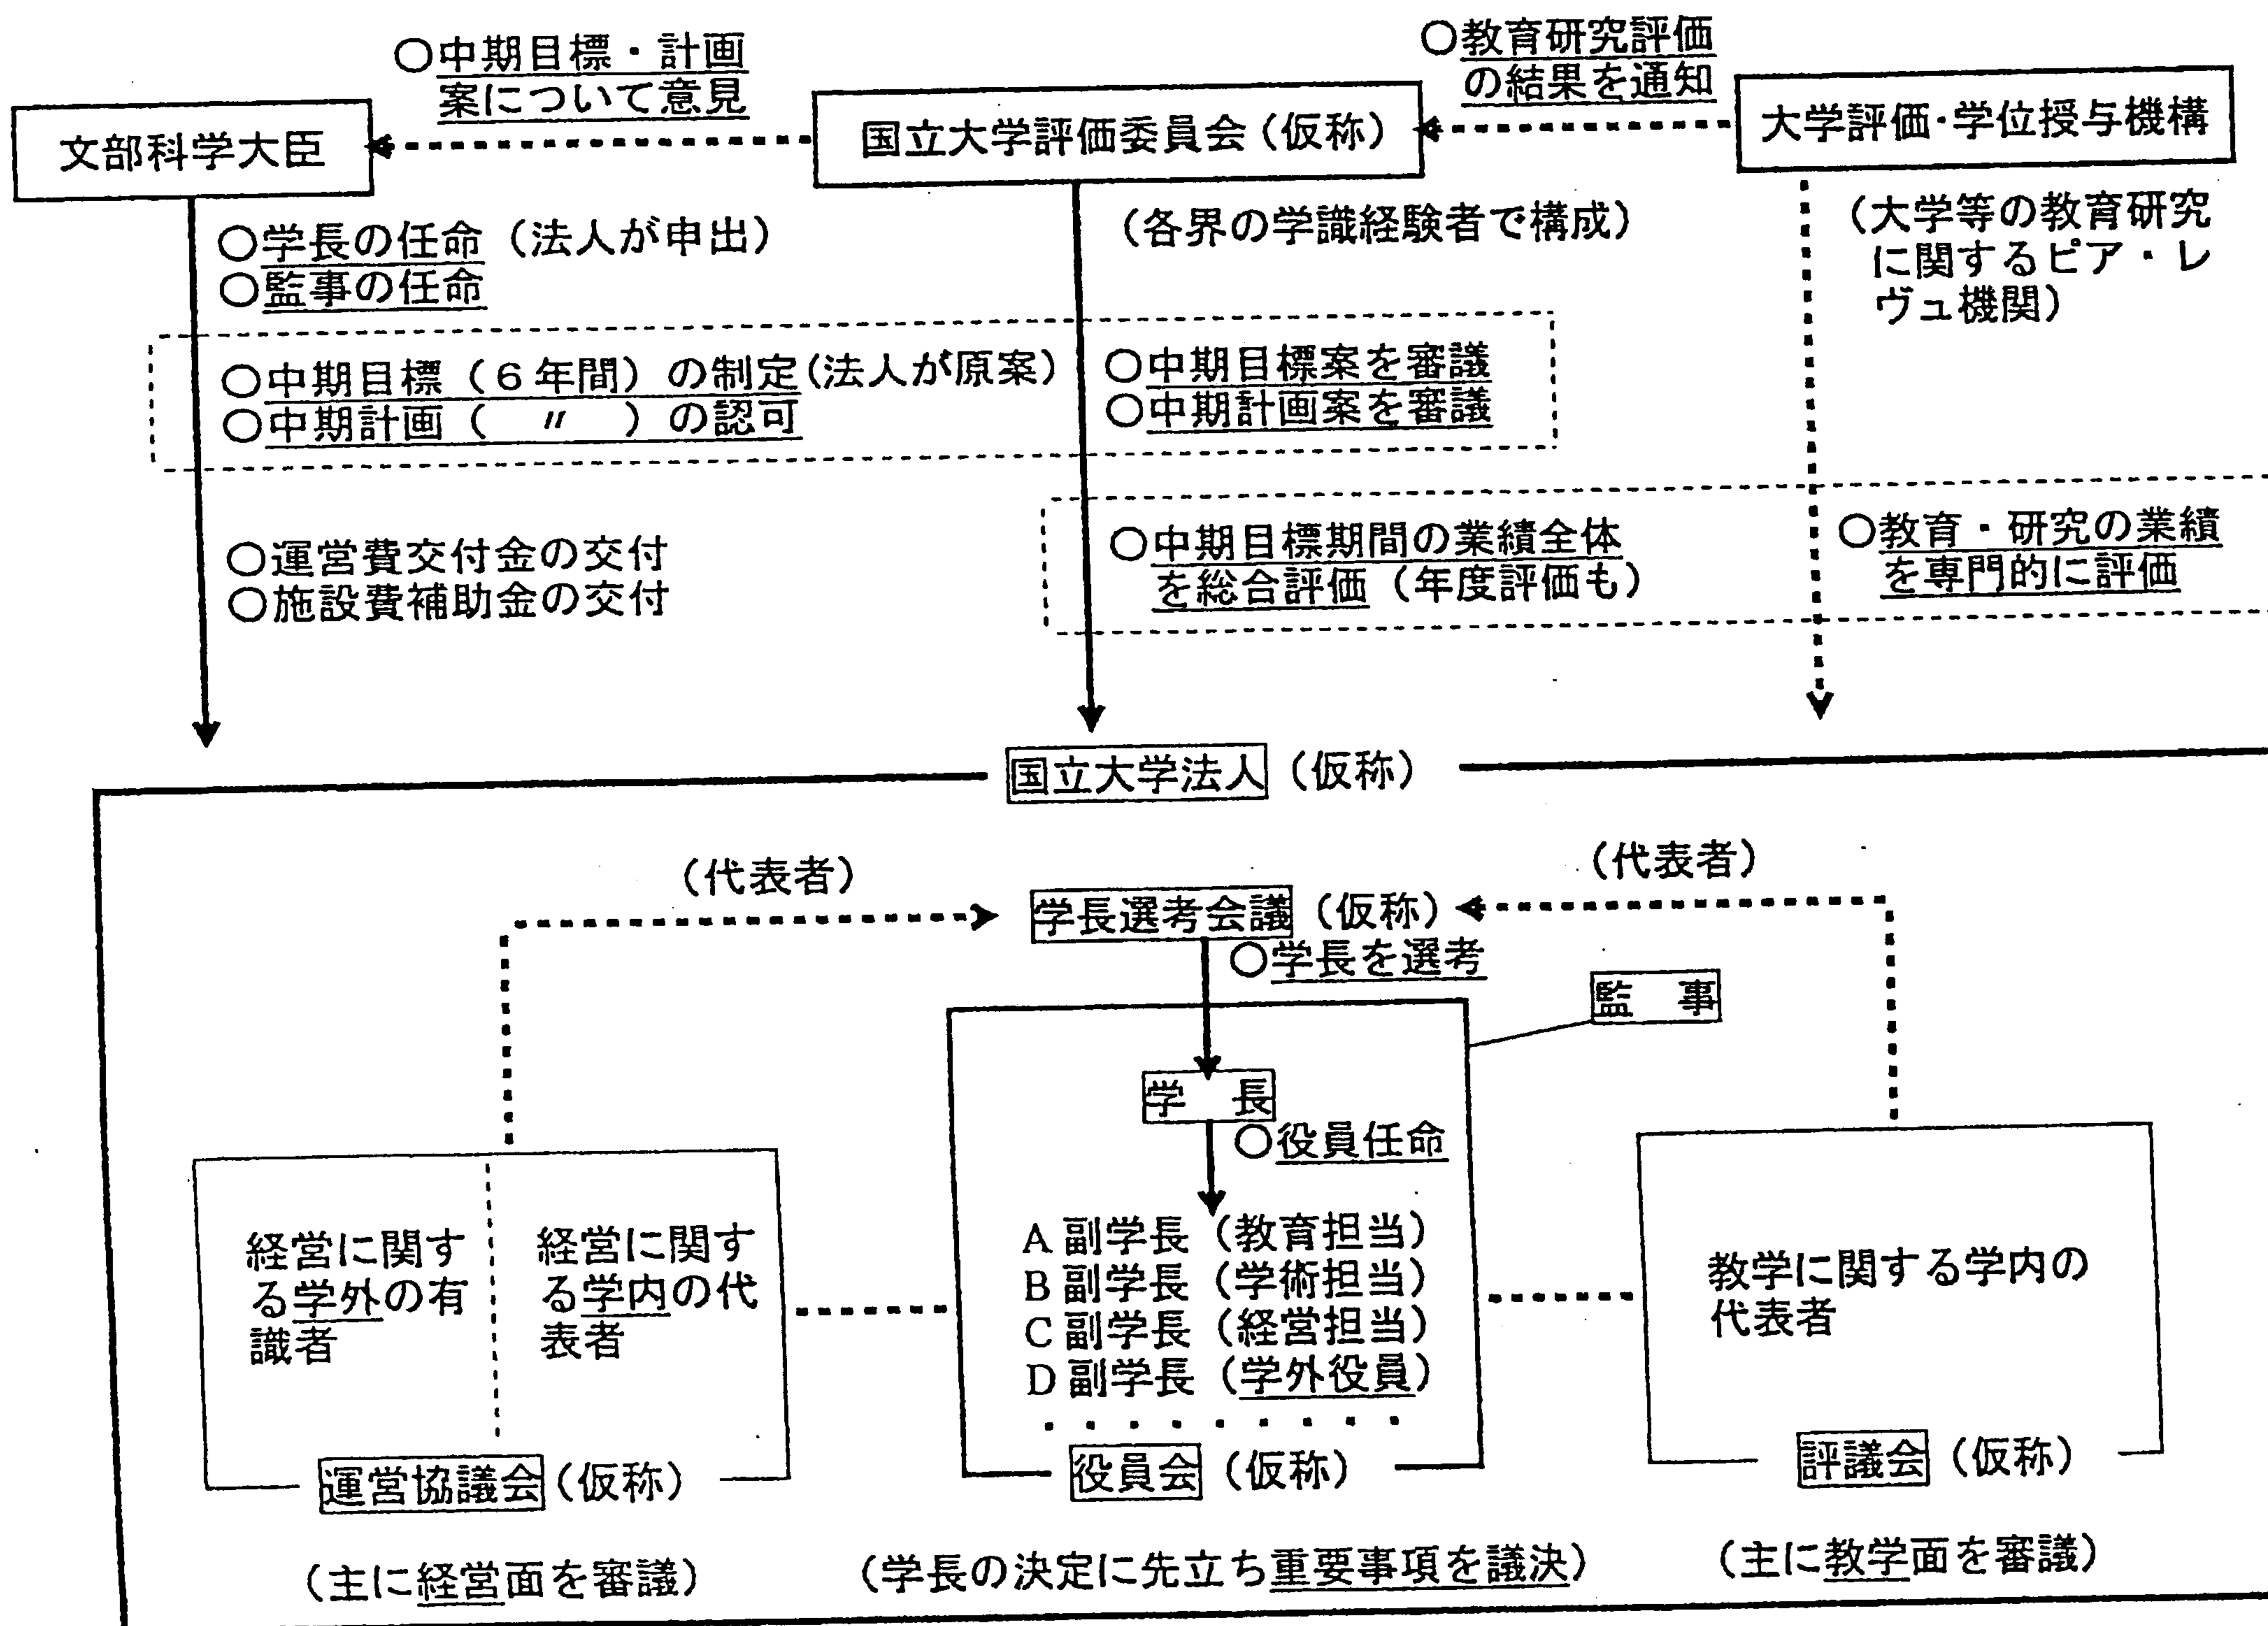 ○中期目標・計画
案について意見
○教育研究評価
の結果を通知
文部科学大臣
国立大学評価委員会（仮称）
大学評価・学位授与機構
○学長の任命（法人が申出）
○監事の任命
（各界の学識経験者で構成）
（大学等の教育研究
に関するピア・レ
ヴュ機関）
○中期目標（６年間）の制定（法人が原案）
○中期計画（　〃　）の認可
○中期目標案を審議
○中期計画案を審議
○運営費交付金の交付
○施設費補助金の交付
○中期目標期間の業績全体
を総合評価（年度評価も）
○教育・研究の業績
を専門的に評価
国立大学法人（仮称）
（代表者）
（代表者）
学長選考会議（仮称）
○学長を選考
監　事
学　長
○役員任命
経営に関す
る学外の有
識者
経営に関す
る学内の代
表者
A 副学長（教育担当）
B 副学長（学術担当）
C 副学長（経営担当）
D 副学長（学外役員）
・・・・・・・・・
教学に関する学内の
代表者
運営協議会（仮称）
役員会（仮称）
評議会（仮称）
（主に経営面を審議）
（学長の決定に先立ち重要事項を議決）
（主に教学面を審議）